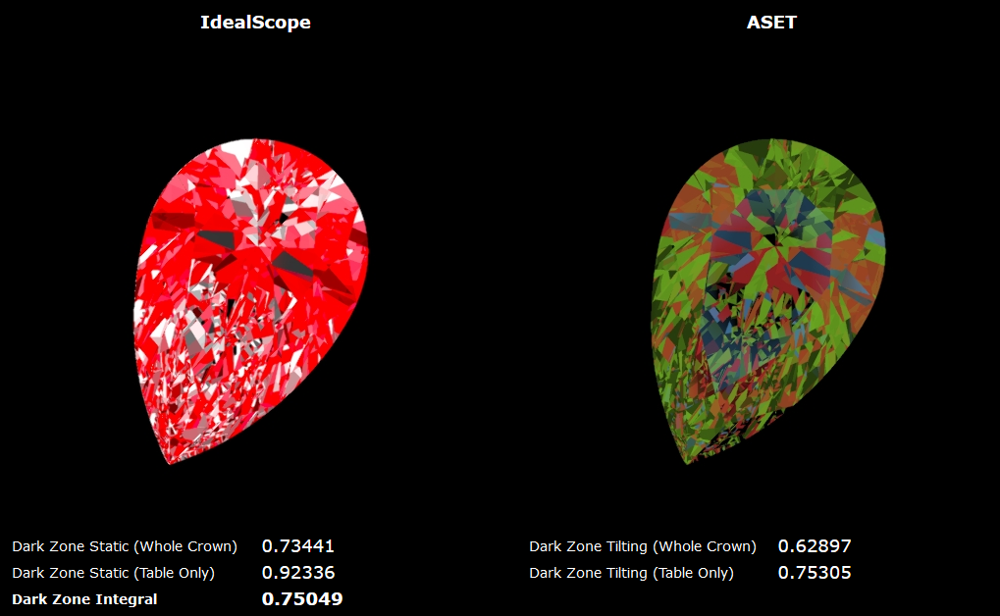 IdealScope ASET
Dark Zone Static (Whole Crown) 0.73441 Dark Zone Tilting (Whole Crown) 0.62897
Dark Zone Static (Table Only) 0.92336 Dark Zone Tilting (Table Only) 0.75305
Dark Zone Integral 0.75049